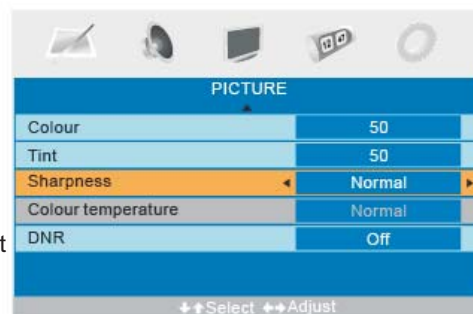 PICTURE
Colour 50
Tint 50
Sharpness Normal
Colour temperature Normal
t
DNR Off
Select Adjust